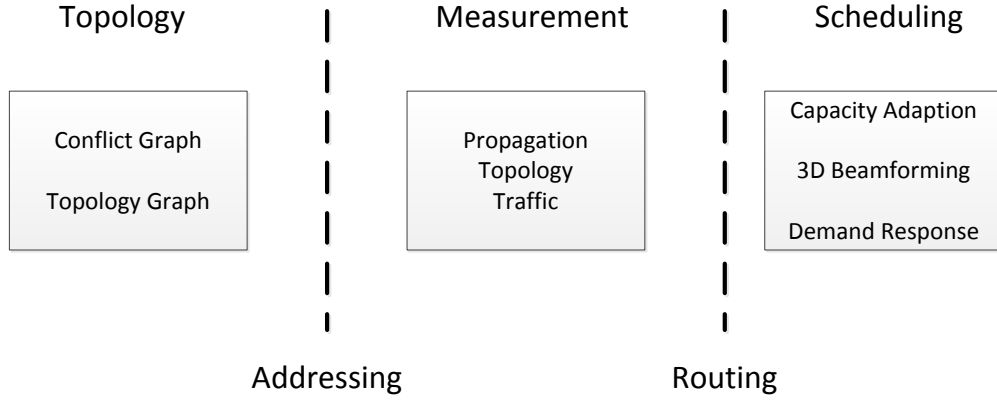 Topology
Measurement
Scheduling
Conflict Graph
Topology Graph
Propagation
Topology
Traffic
Capacity Adaption
3D Beamforming
Demand Response
Addressing
Routing